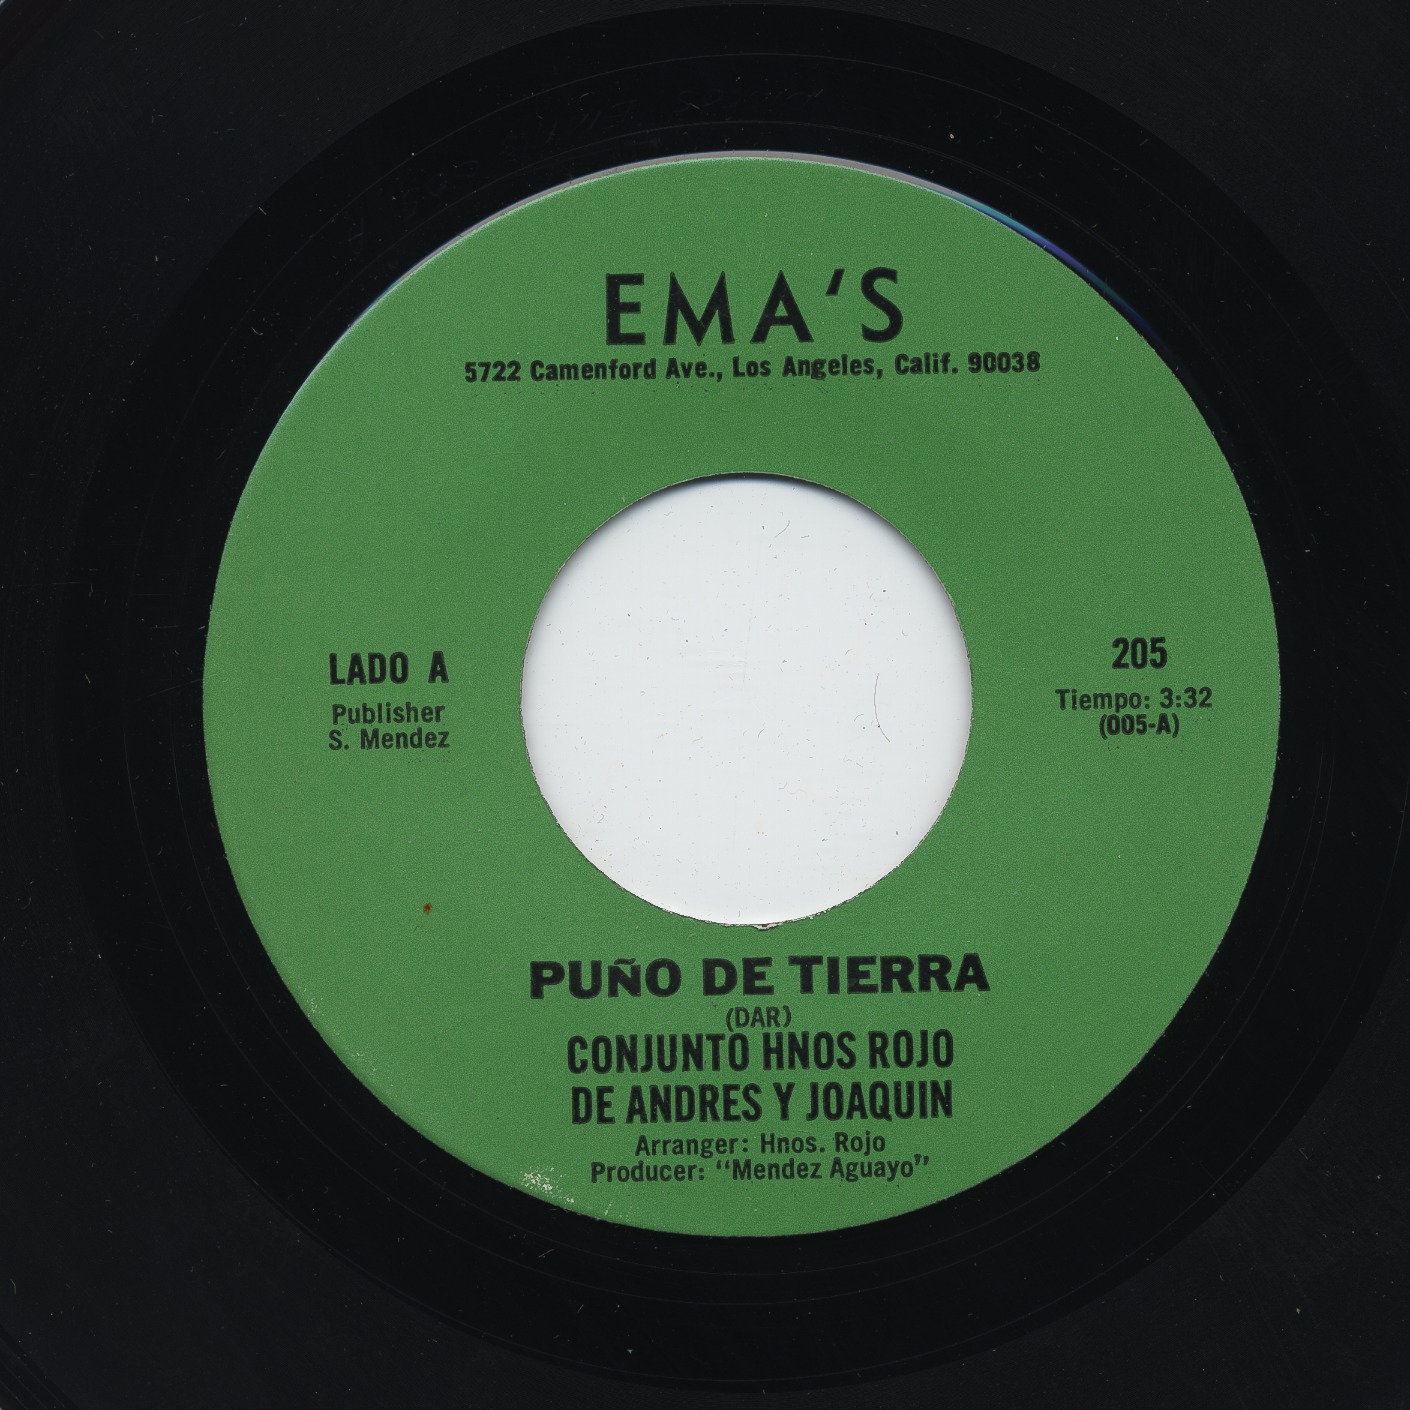 EMA'S
5722 Camenford Ave., Los Angeles, Calif. 90038
LADO A
Publisher
S. Mendez
205
Tiempo: 3:32
(005-A)
PUÑO DE TIERRA
(DAR)
CONJUNTO HNOS ROJO
DE ANDRES Y JOAQUIN
Arranger: Hnos. Rojo
Producer: "Mendez Aguayo"